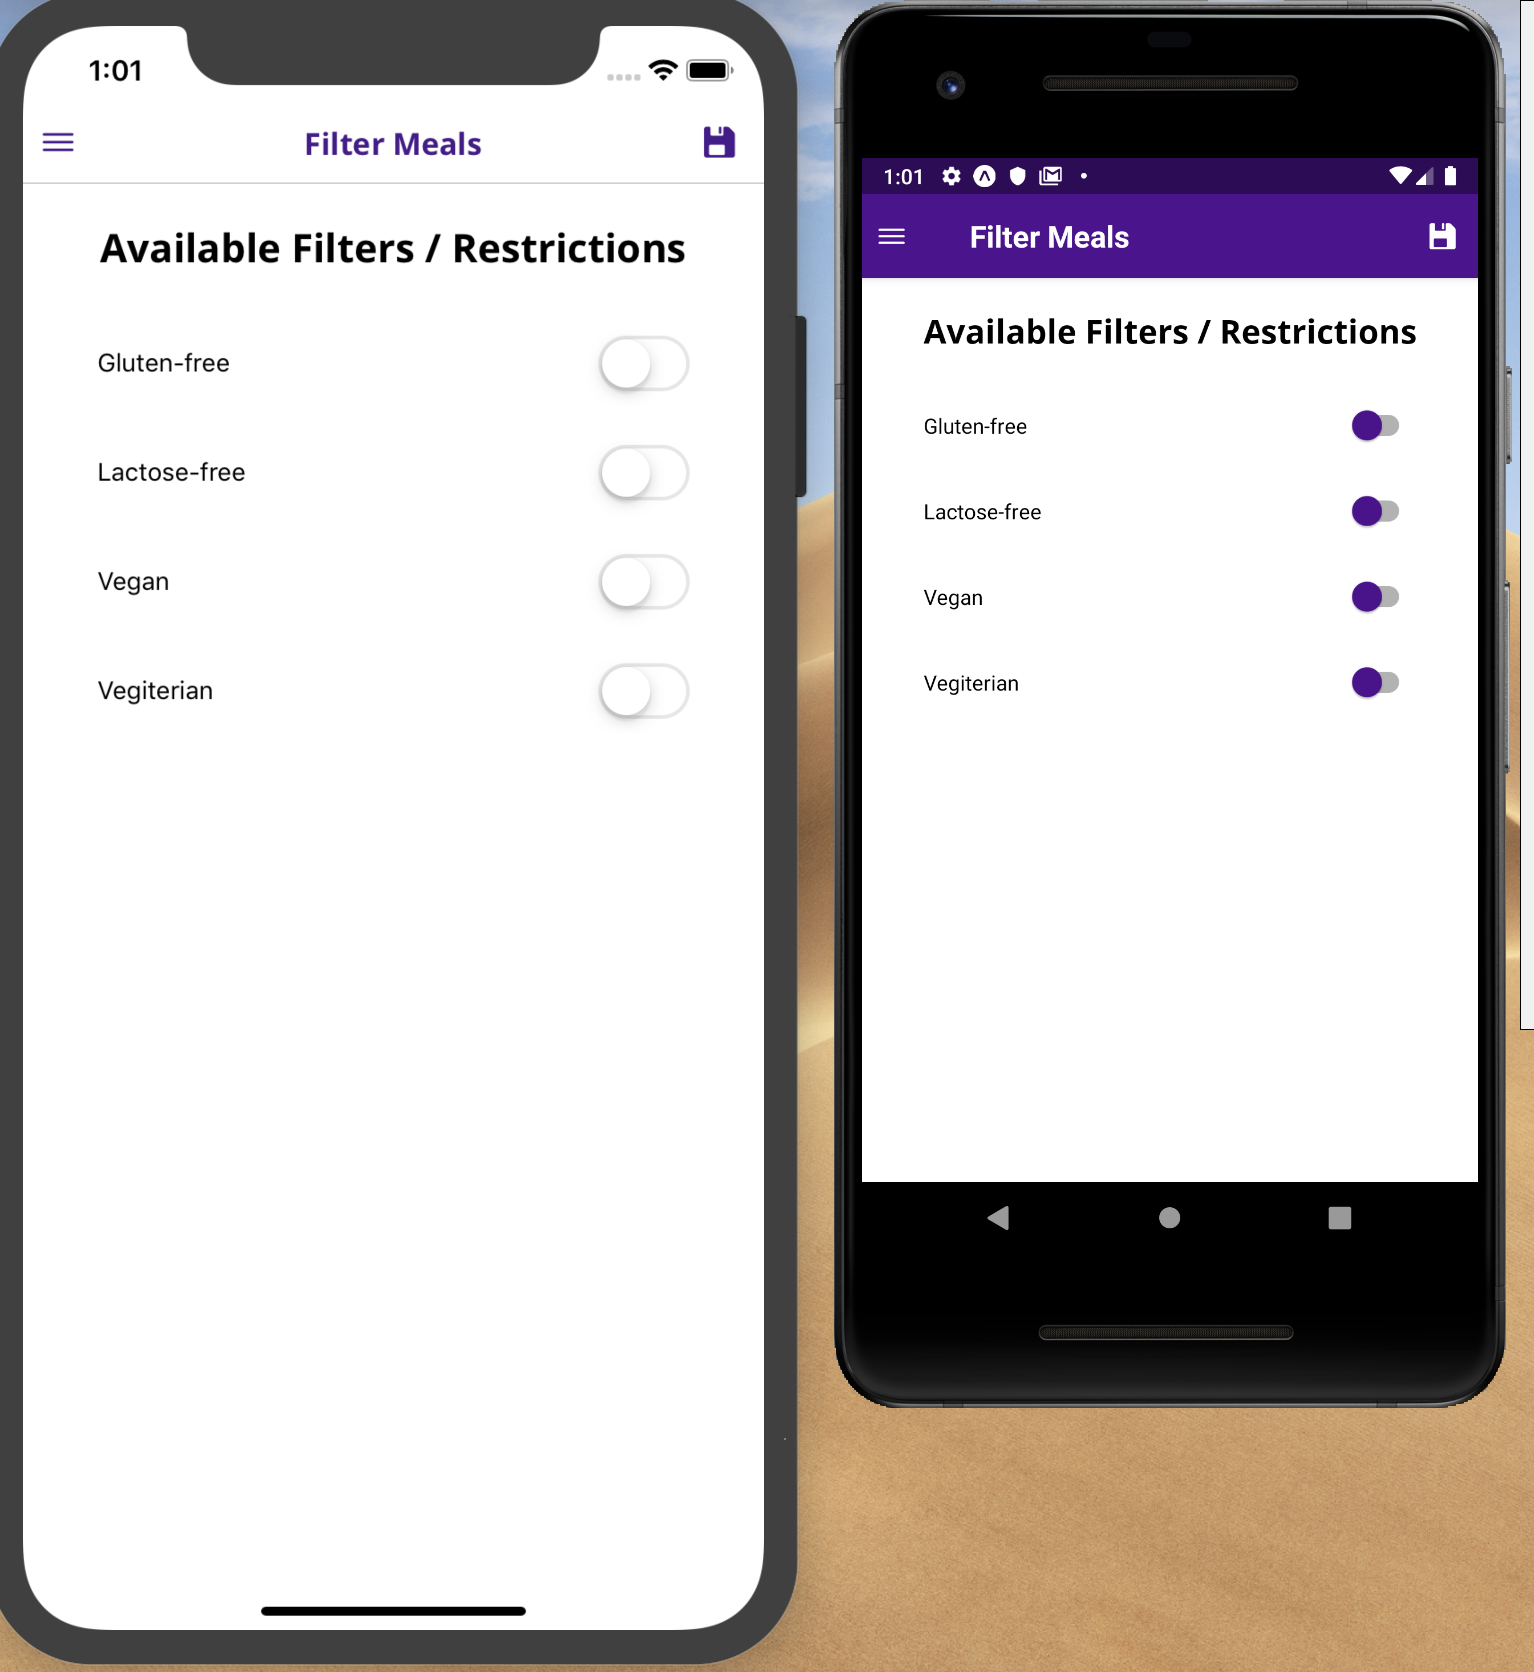 1:01
Filter Meals
Available Filters / Restrictions
Gluten-free
Lactose-free
Vegan
Vegiterian
1:01
Filter Meals
Available Filters / Restrictions
Gluten-free
Lactose-free
Vegan
Vegiterian